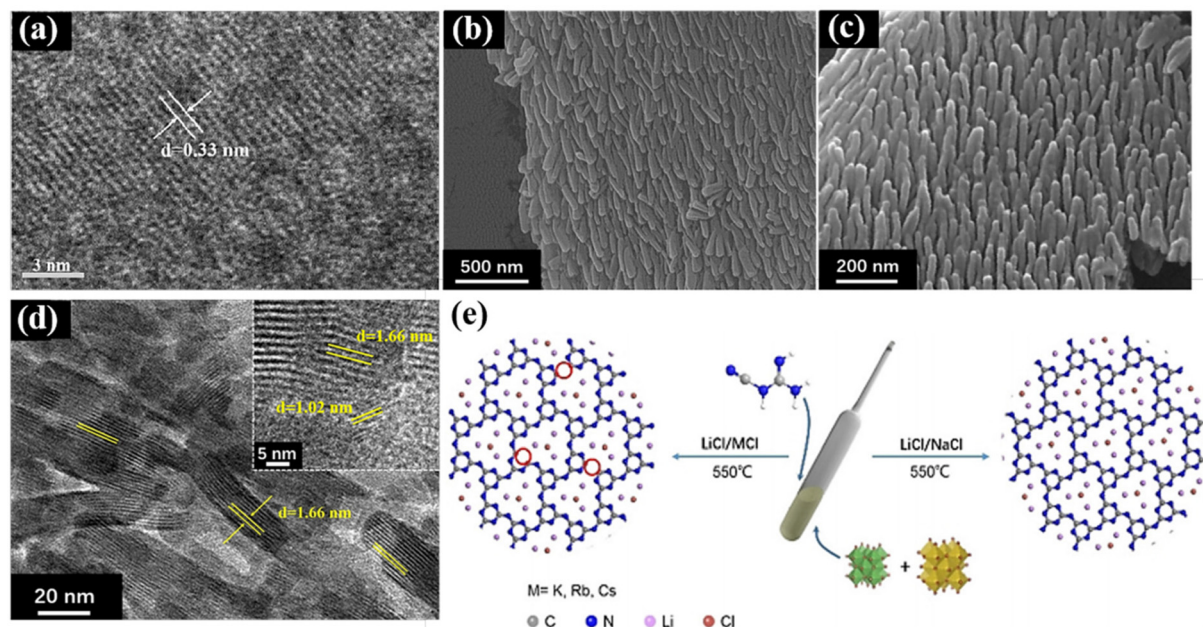 (a)
d=0.33 nm
3 nm
(b)
500 nm
(c)
200 nm
(d)
d=1.66 nm
20 nm
d=1.66 nm
d=1.02 nm
5 nm
(e)
LiCl/MCl
550℃
LiCl/NaCl
550℃
+
M= K, Rb, Cs
C N Li Cl